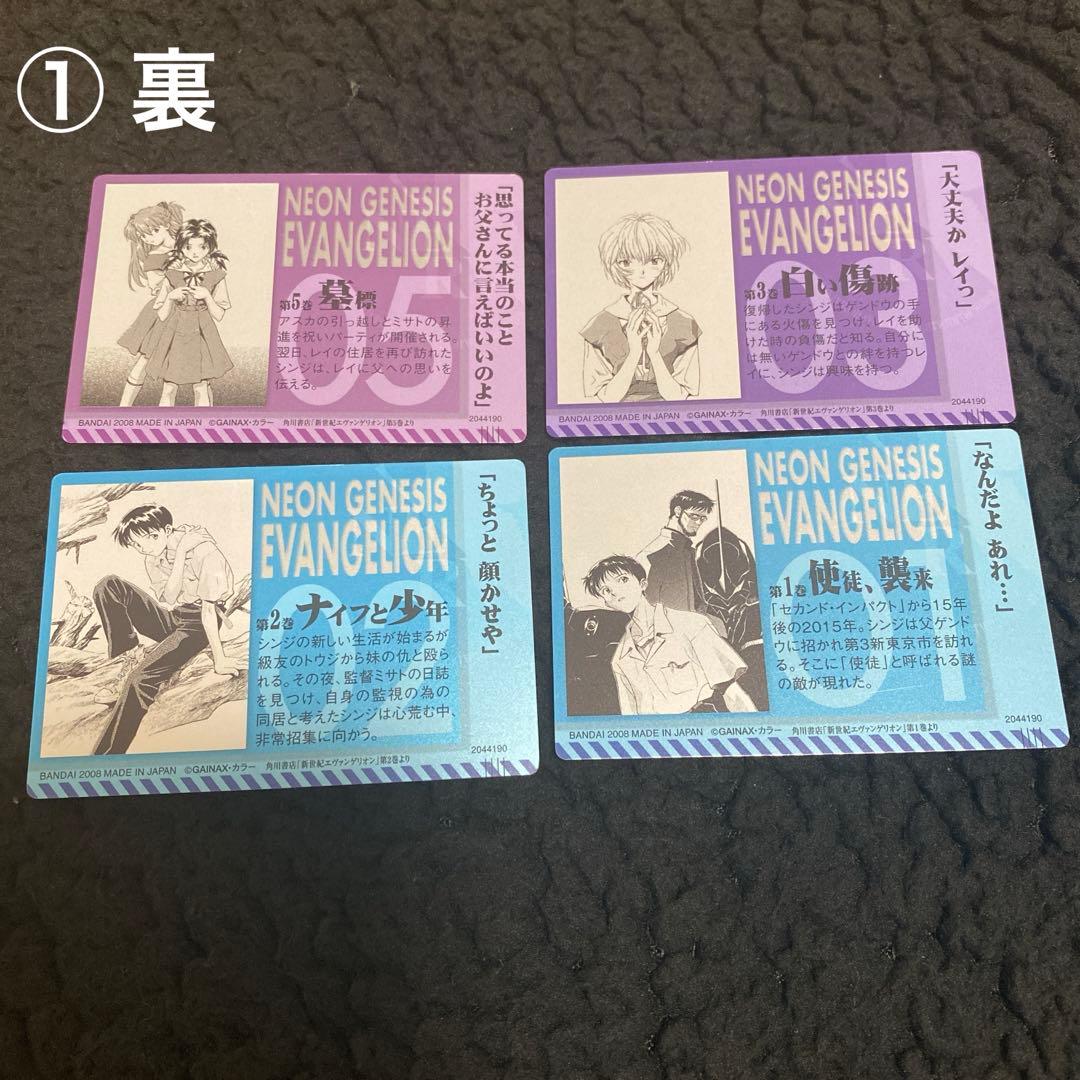 ① 裏
NEON GENESIS
EVANGELION
05
第5巻 墓標
アスカの引っ越しとミサトの昇
進を祝いパーティが開催される。
翌日、レイの住居を再び訪れた
シンジは、レイに父への思いを
伝える。
「思ってる本当のこと
お父さんに言えばいいのよ」
BANDAI 2008 MADE IN JAPAN ©GAINAX・カラー 角川書店「新世紀エヴァンゲリオン」第5巻より
2044190
NEON GENESIS
EVANGELION
03
第3巻 白い傷跡
復帰したシンジはゲンドウの手
にある火傷を見つけ、レイを助
けた時の負傷だと知る。自分に
は無いゲンドウとの絆を持つレ
イに、シンジは興味を持つ。
「大丈夫か レイっ」
BANDAI 2008 MADE IN JAPAN ©GAINAX・カラー 角川書店「新世紀エヴァンゲリオン」第3巻より
2044190
NEON GENESIS
EVANGELION
02
第2巻 ナイフと少年
シンジの新しい生活が始まるが
級友のトウジから妹の仇と殴ら
れる。その夜、監督ミサトの日誌
を見つけ、自身の監視の為の
同居と考えたシンジは心荒む中、
非常招集に向かう。
「ちょっと 顔かせや」
BANDAI 2008 MADE IN JAPAN ©GAINAX・カラー 角川書店「新世紀エヴァンゲリオン」第2巻より
2044190
NEON GENESIS
EVANGELION
01
第1巻 使徒、襲来
「セカンド・インパクト」から15年
後の2015年。シンジは父ゲンド
ウに招かれ第3新東京市を訪れ
る。そこに「使徒」と呼ばれる謎
の敵が現れた。
「なんだよ あれ…」
BANDAI 2008 MADE IN JAPAN ©GAINAX・カラー 角川書店「新世紀エヴァンゲリオン」第1巻より
2044190